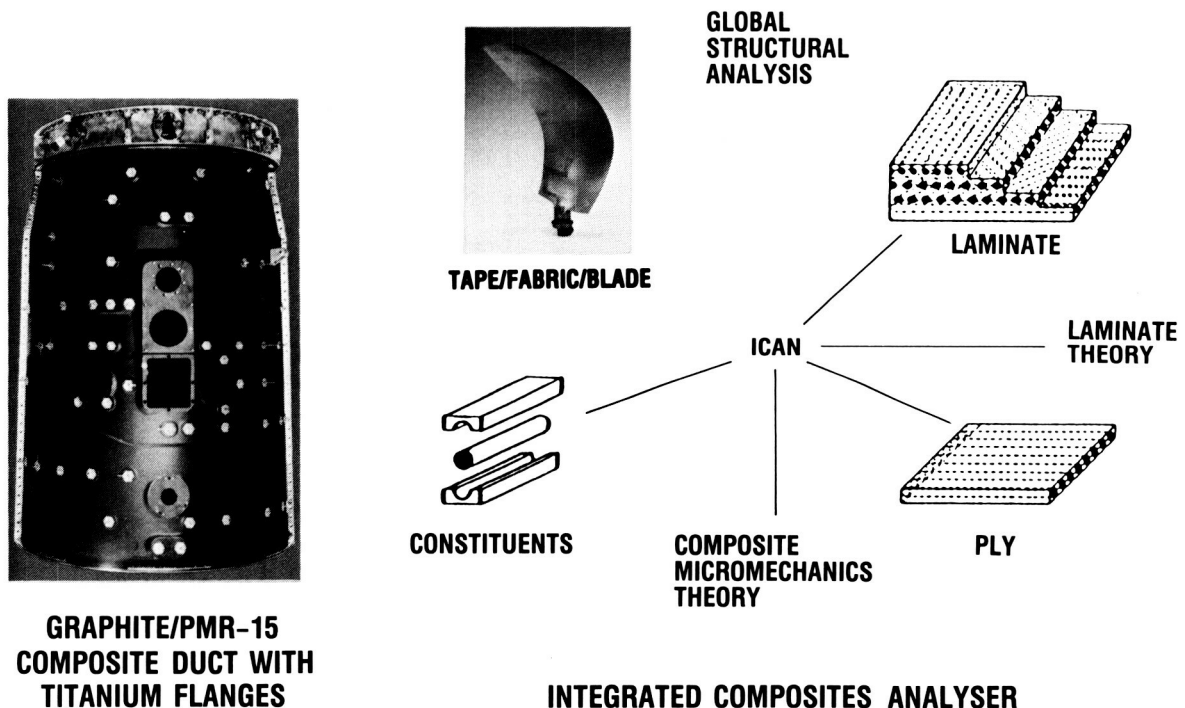 GLOBAL
STRUCTURAL
ANALYSIS
TAPE/FABRIC/BLADE
LAMINATE
ICAN
LAMINATE
THEORY
CONSTITUENTS
COMPOSITE
MICROMECHANICS
THEORY
PLY
GRAPHITE/PMR-15
COMPOSITE DUCT WITH
TITANIUM FLANGES
INTEGRATED COMPOSITES ANALYSER